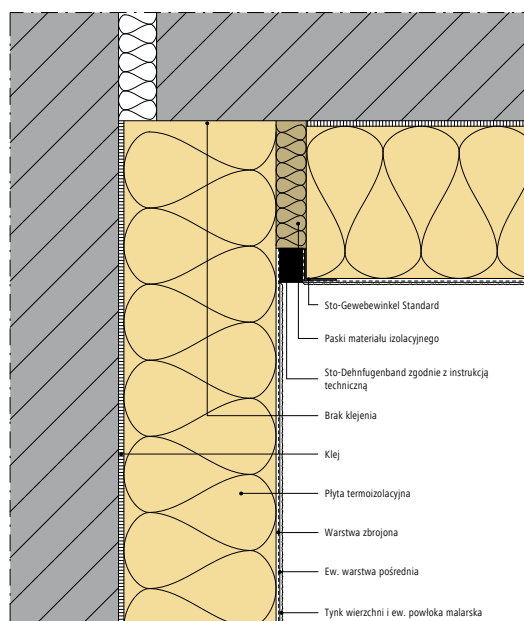 Sto-Gewebewinkel Standard
Paski materiału izolacyjnego
Sto-Dehnfugenband zgodnie z instrukcją
techniczną
Brak klejenia
Klej
Płyta termoizolacyjna
Warstwa zbrojona
Ew. warstwa pośrednia
Tynk wierzchni i ew. powłoka malarska